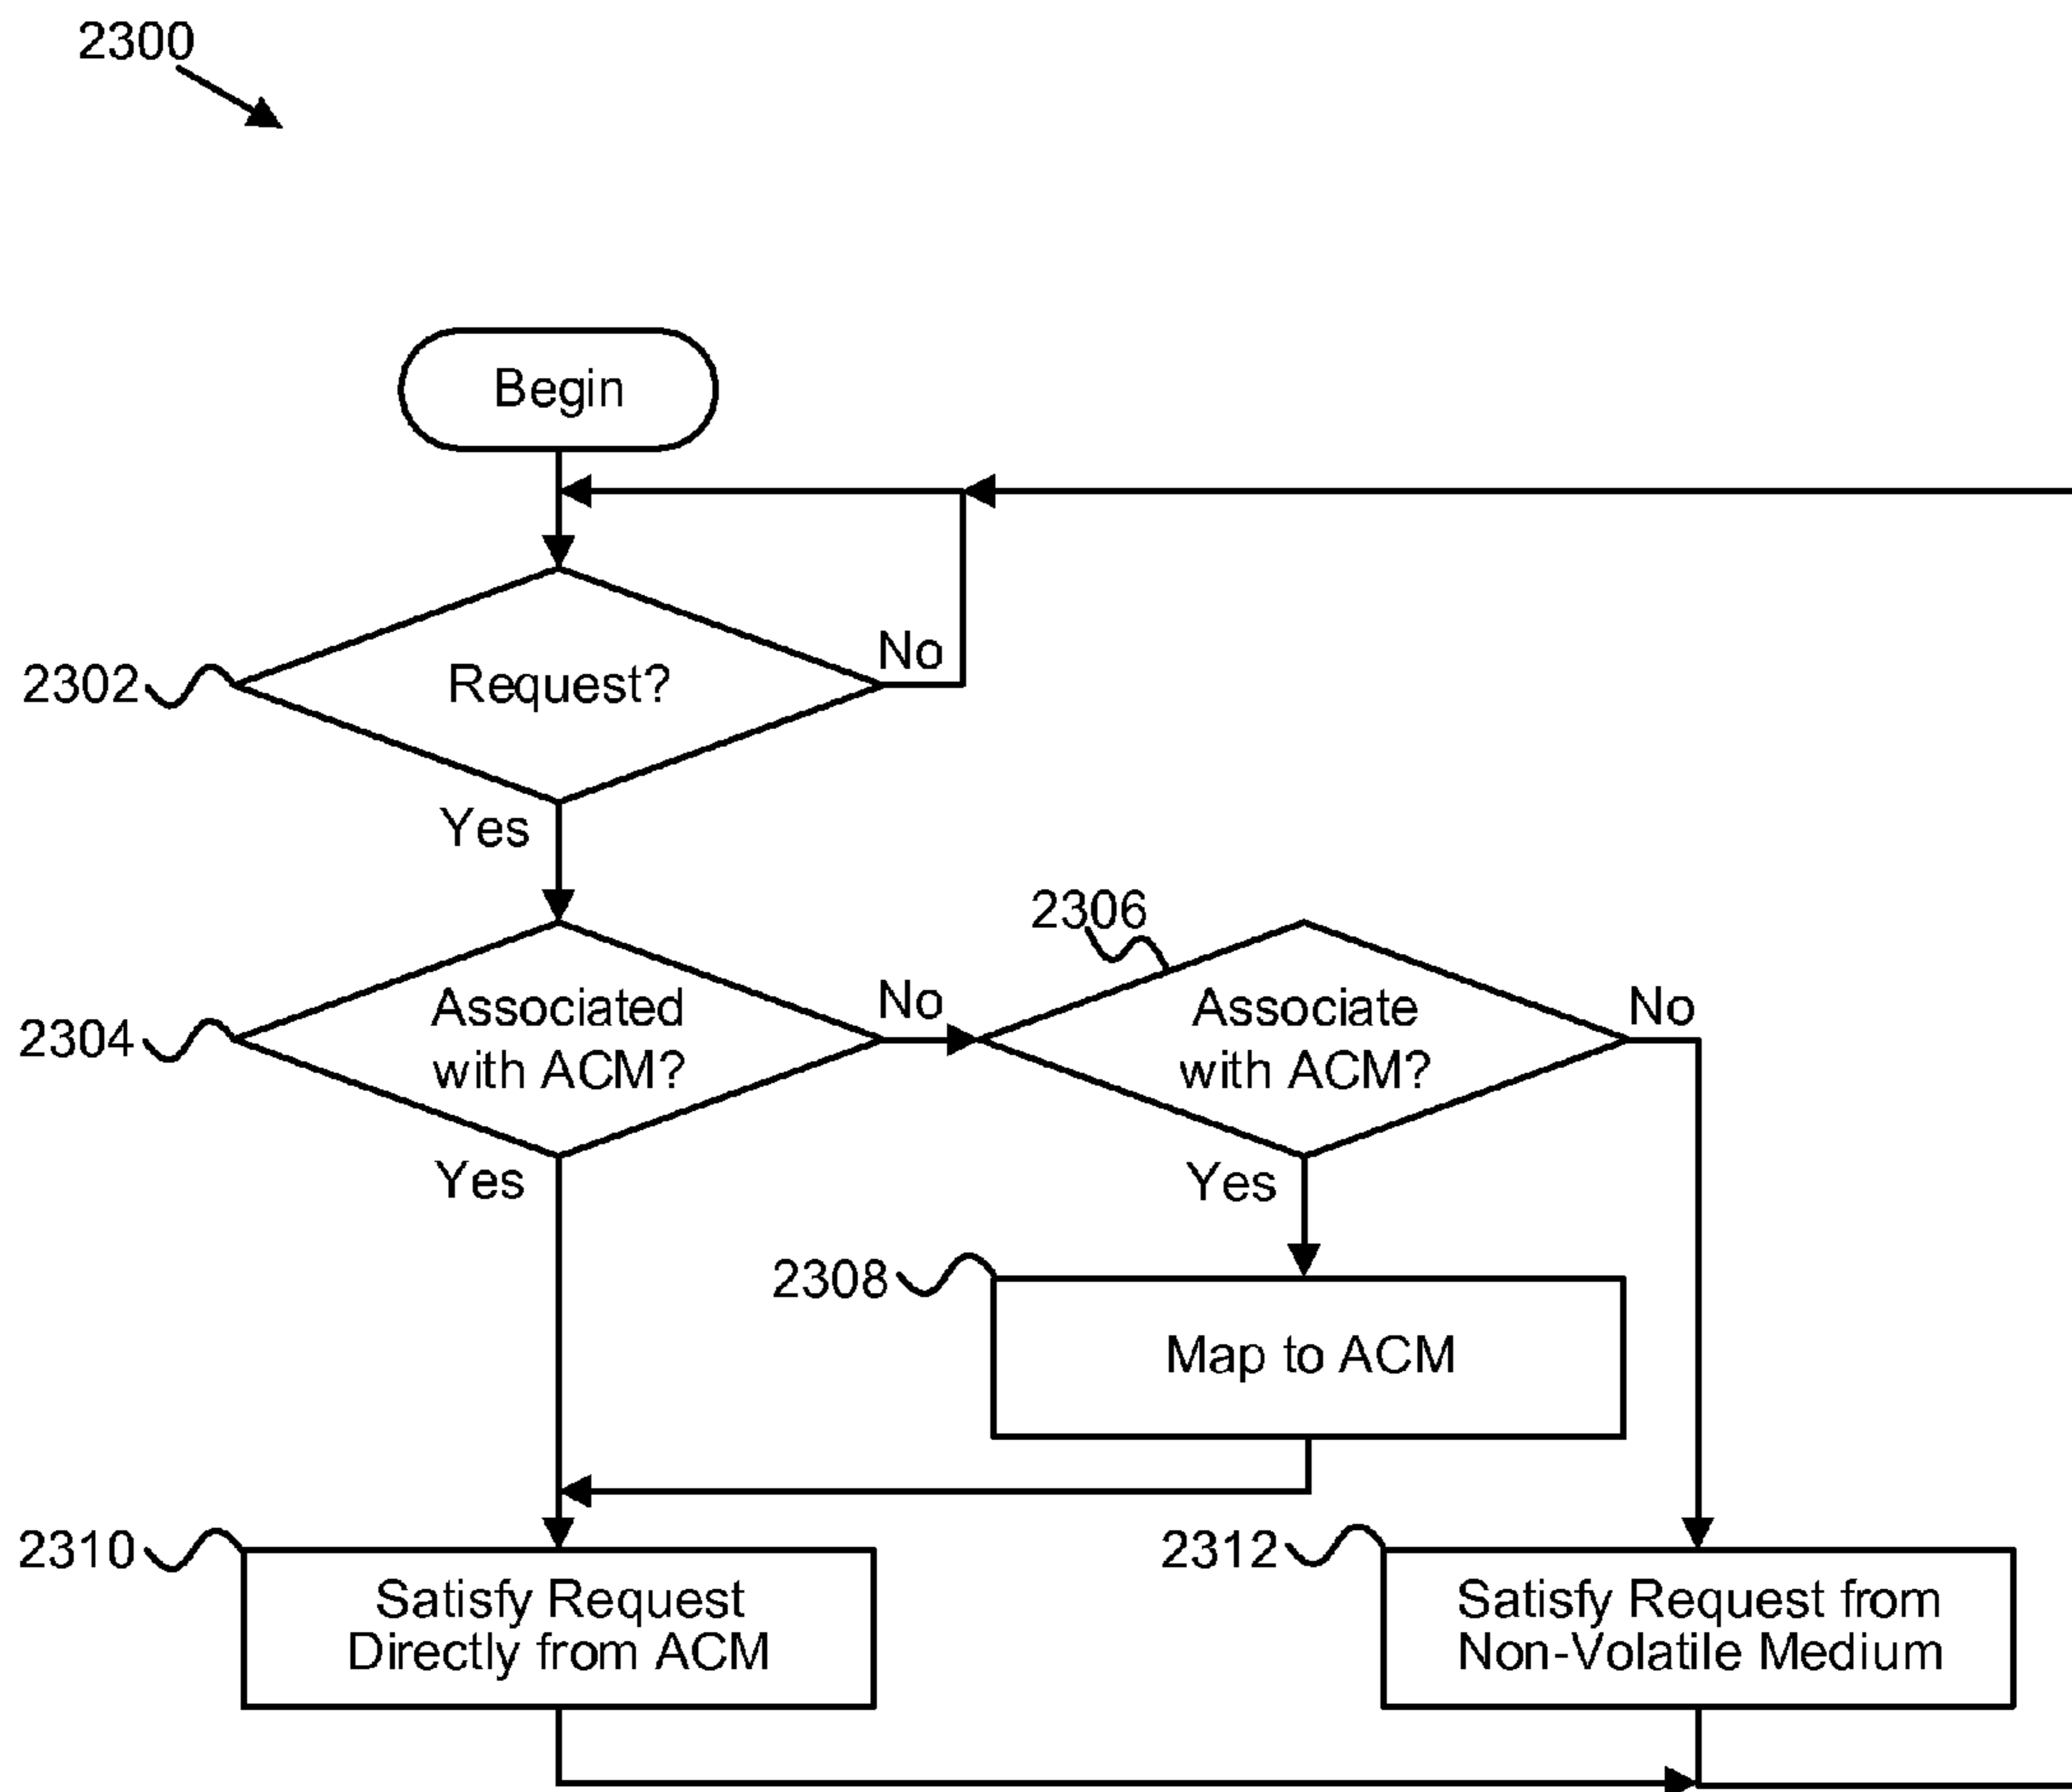 2300
Begin
2302
Request?
No
Yes
2304
Associated
with ACM?
No
2306
Associate
with ACM?
No
Yes
Yes
2308
Map to ACM
2310
Satisfy Request
Directly from ACM
2312
Satisfy Request from
Non-Volatile Medium